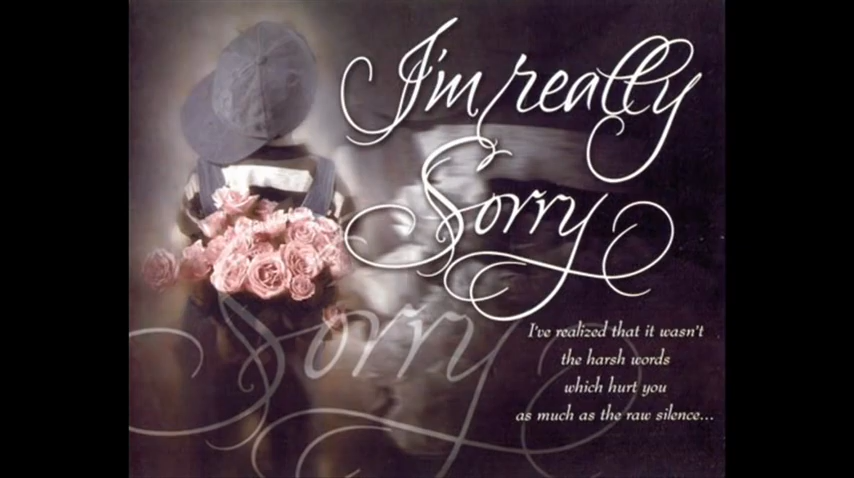 I'm really
Sorry
Sorry
I've realized that it wasn't
the harsh words
which hurt you
as much as the raw silence...